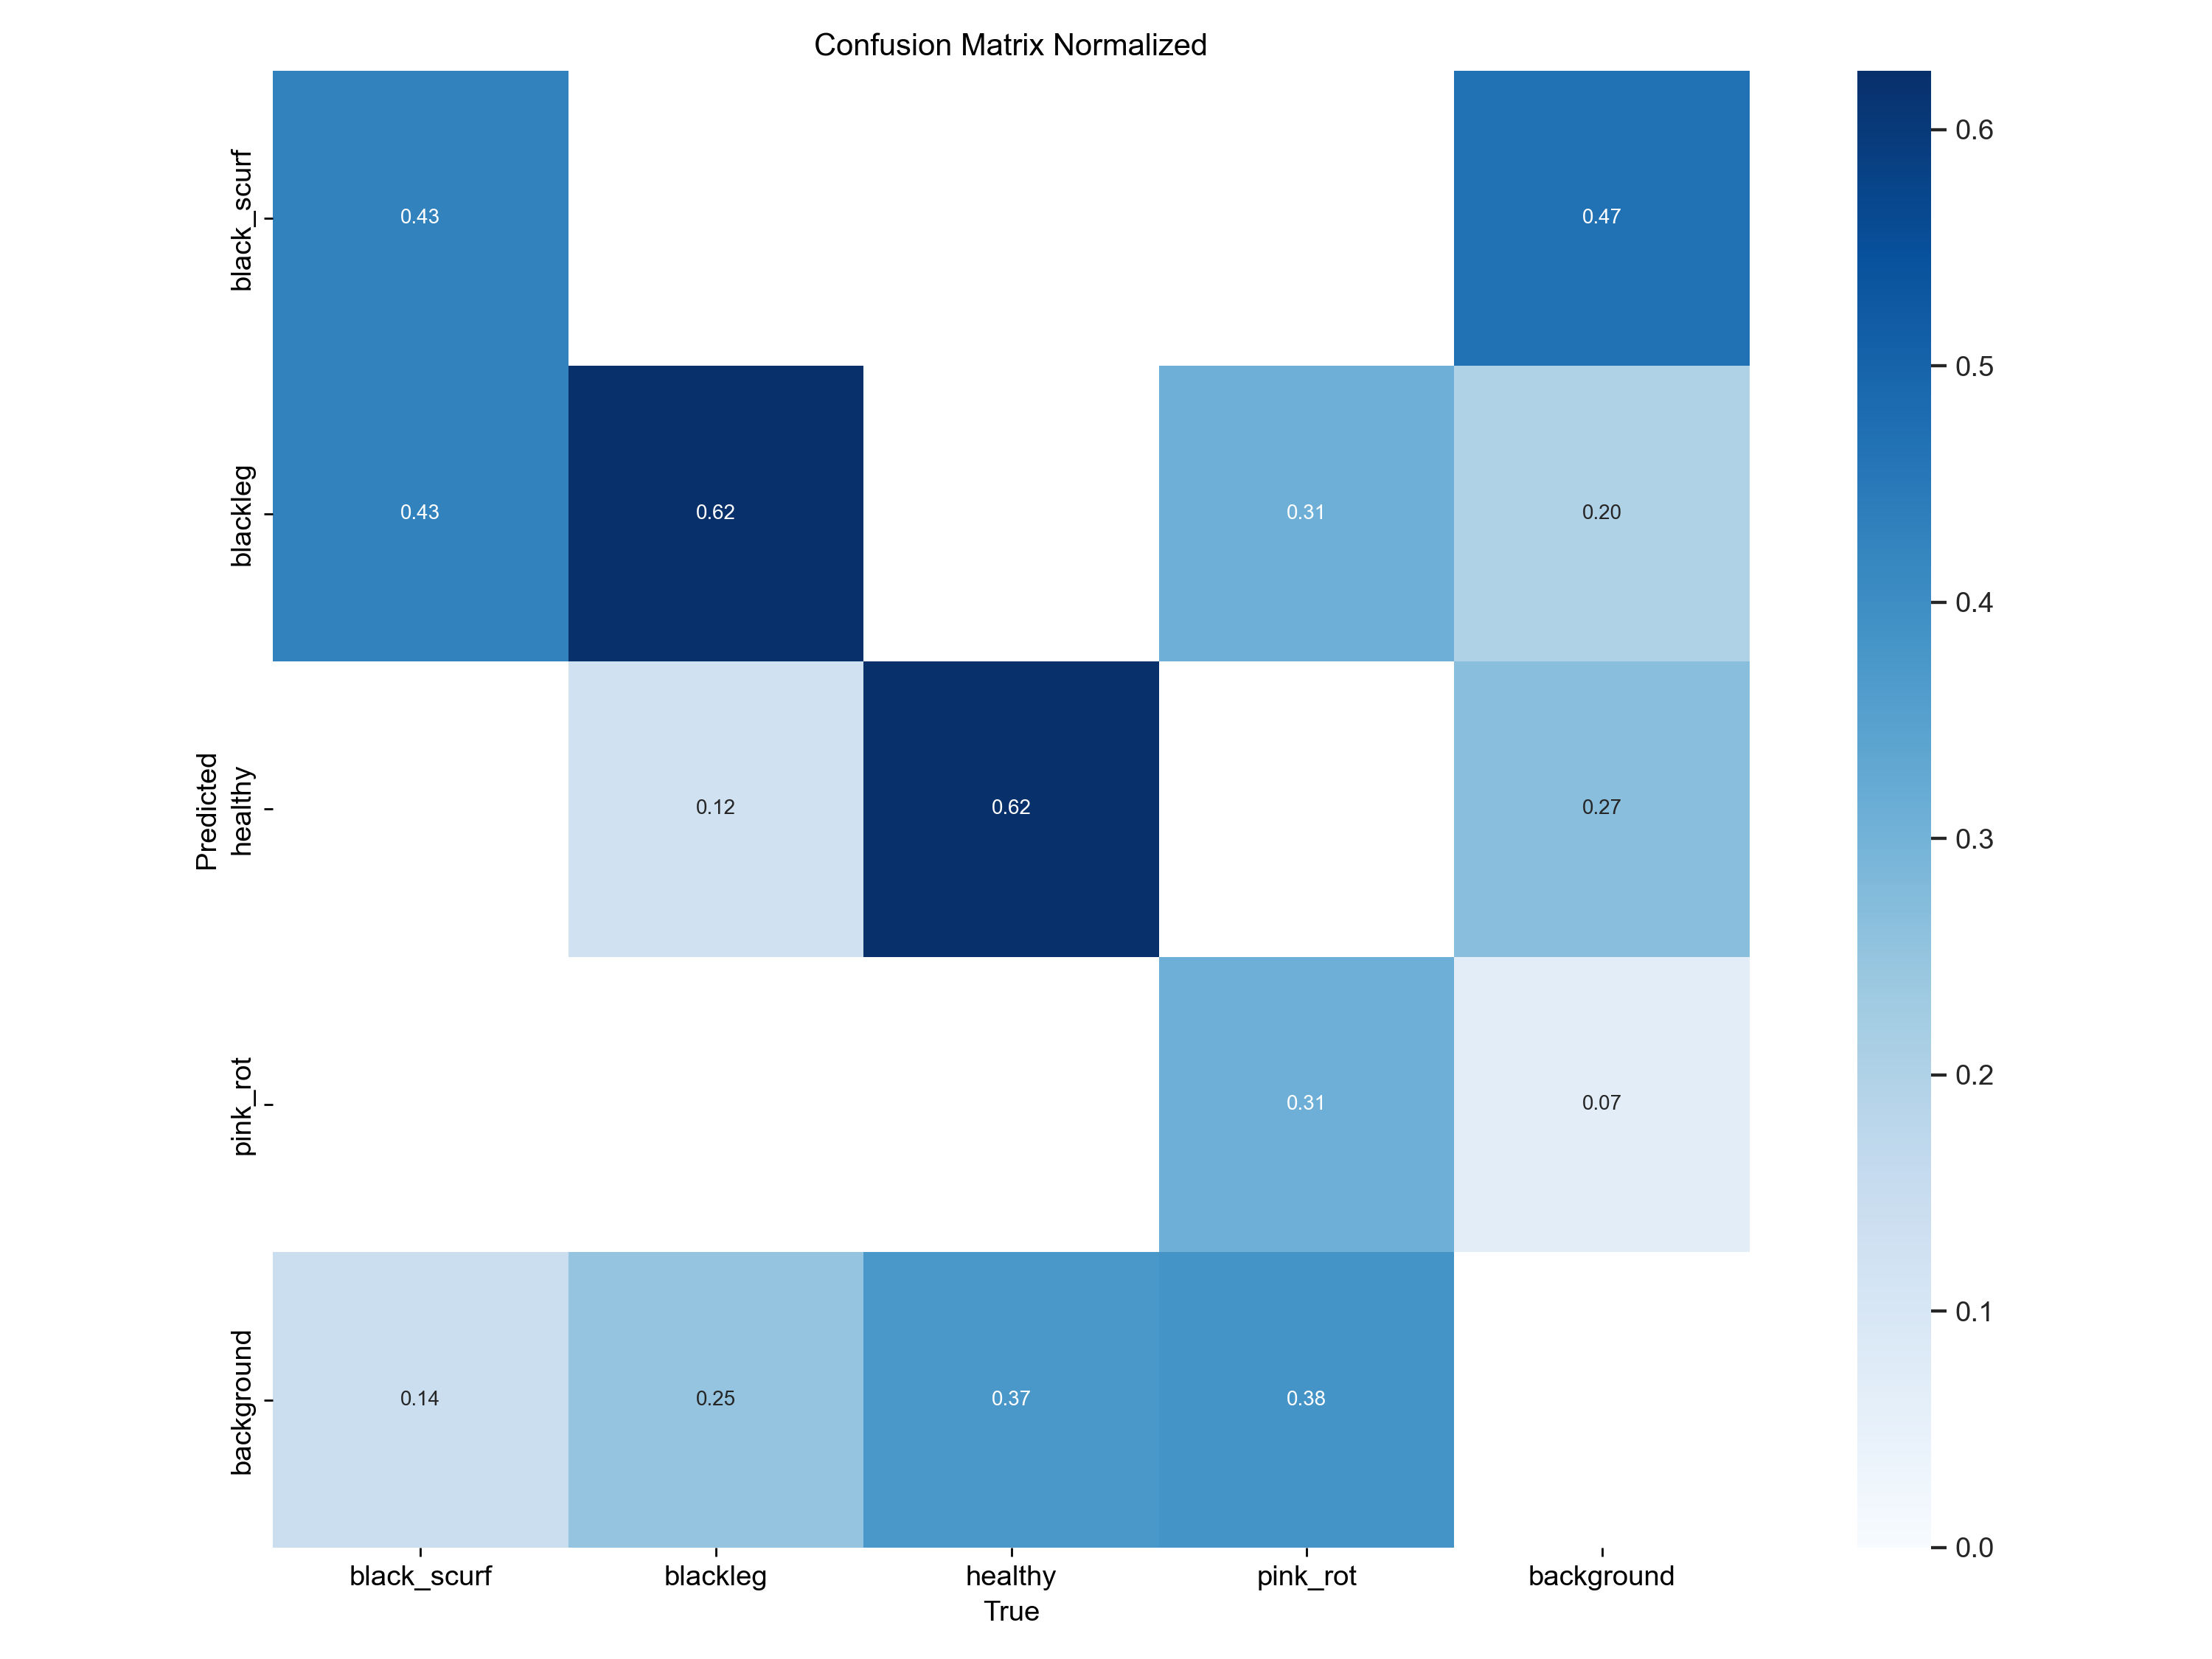 Confusion Matrix Normalized
black_scurf
0.43
0.47
blackleg
0.43
0.62
0.31
0.20
Predicted
healthy
0.12
0.62
0.27
pink_rot
0.31
0.07
background
0.14
0.25
0.37
0.38
black_scurf
blackleg
healthy
pink_rot
background
True
0.6
0.5
0.4
0.3
0.2
0.1
0.0